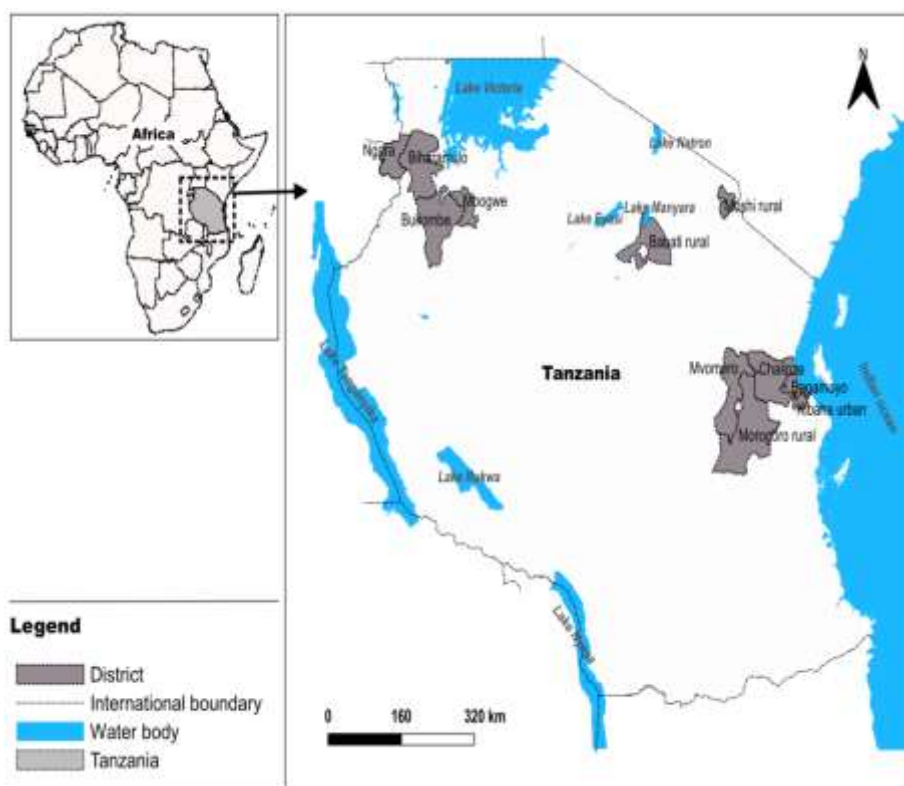 Africa
N
Lake Victoria
Lake Natron
Ngara
Biharamulo
Mbogwe
Bukombe
Lake Eyasi
Lake Manyara
Moshi rural
Babati rural
Tanzania
Mvomero
Chalinze
Bagamoyo
Kibaha urban
Morogoro rural
Indian ocean
Lake Tanganyika
Lake Rukwa
Lake Nyasa
Legend
District
International boundary
Water body
Tanzania
0 160 320 km